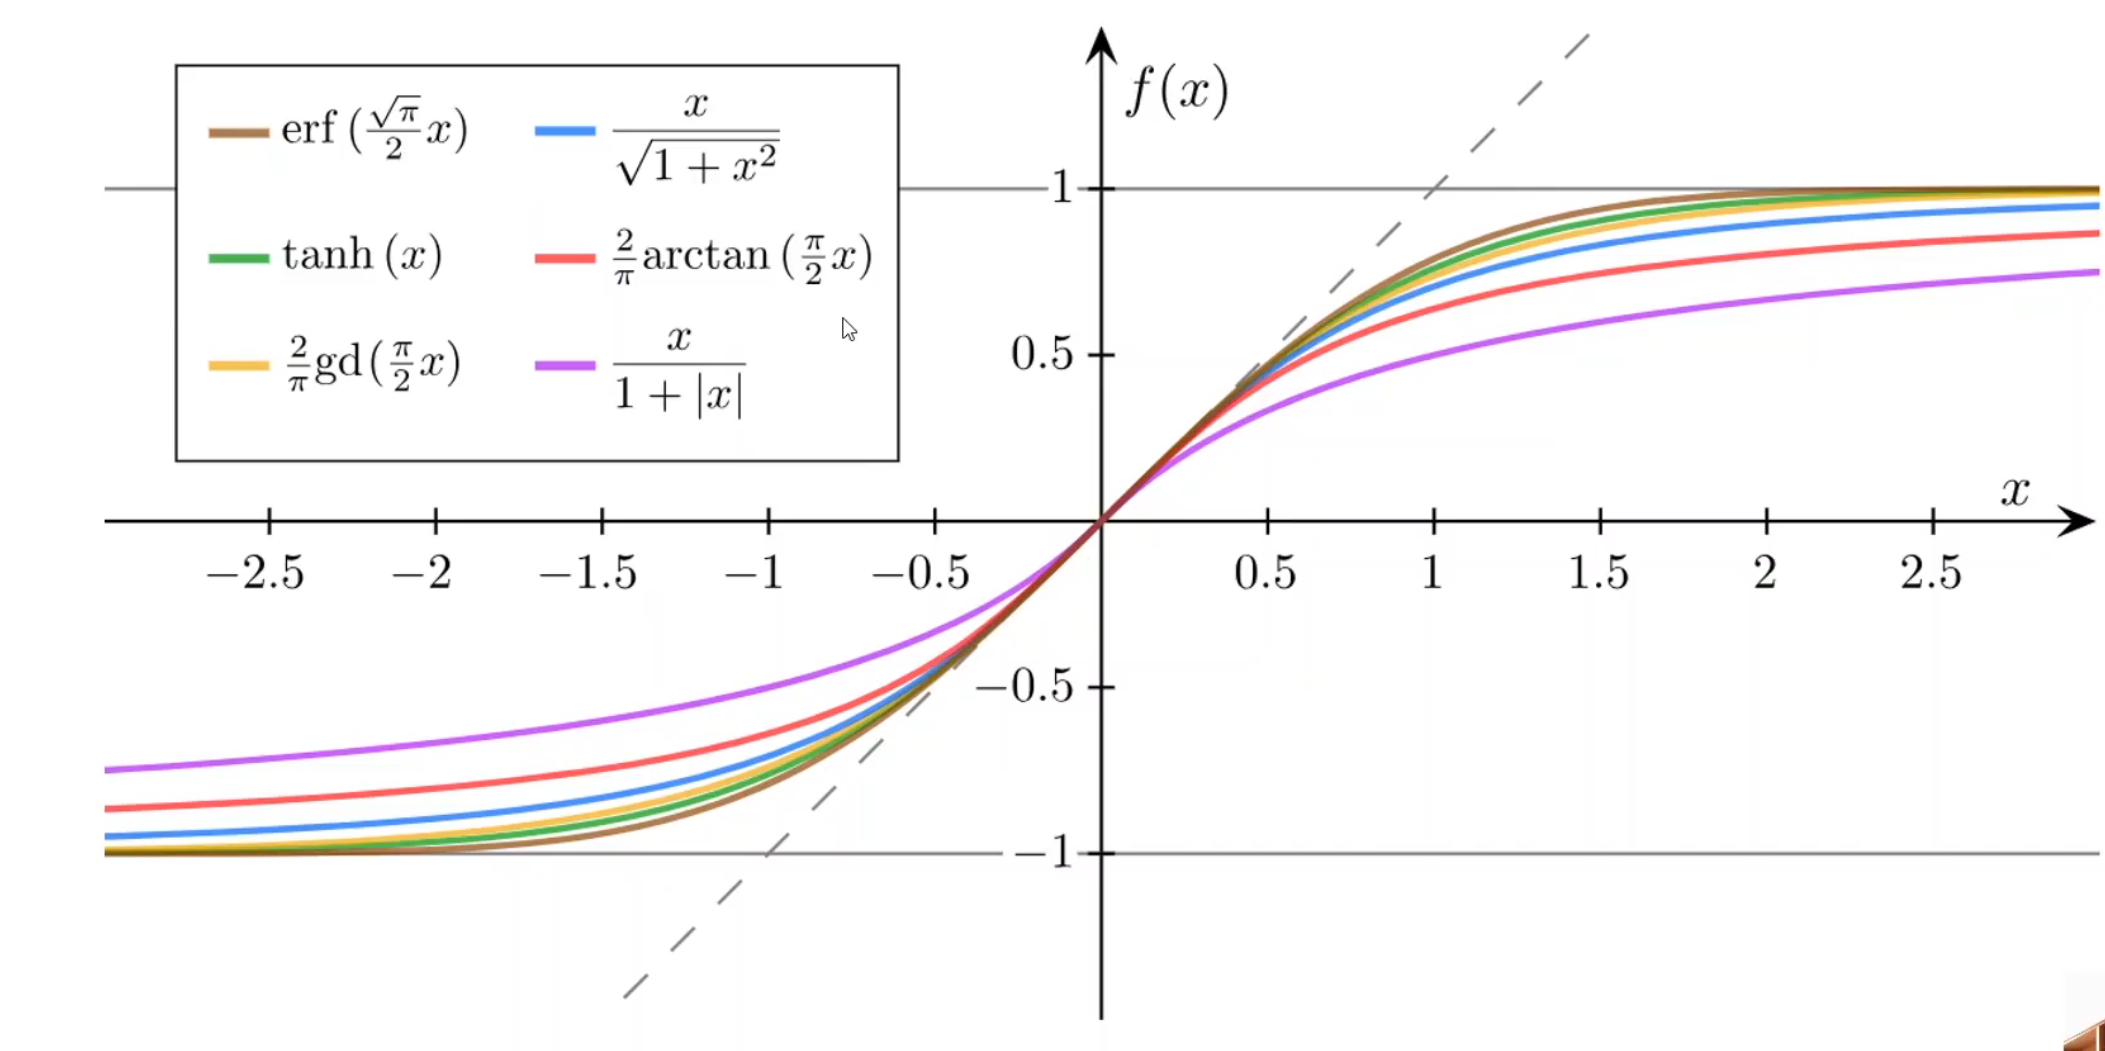 f(x)
erf (√π/2 x)
x/√(1 + x²)
1
tanh (x)
2/π arctan (π/2 x)
2/π gd(π/2 x)
x/(1 + |x|)
0.5
x
−2.5 −2 −1.5 −1 −0.5 0.5 1 1.5 2 2.5
−0.5
−1